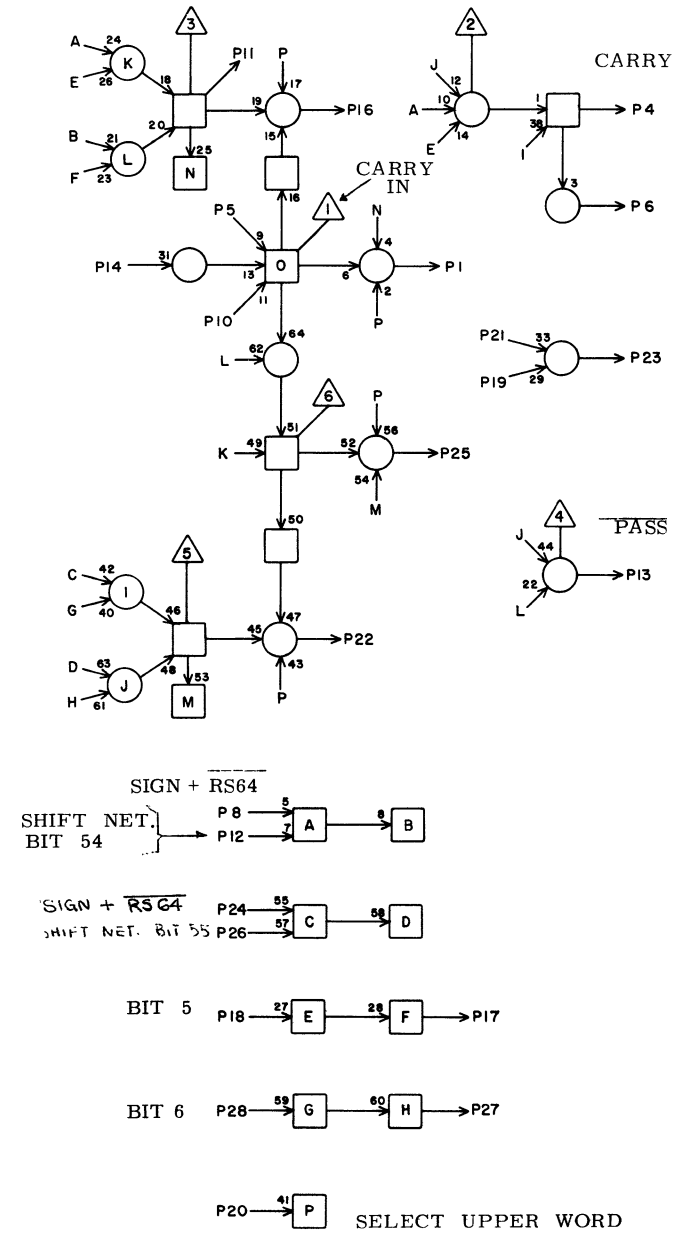 3
2
CARRY
A 24 K
E 26
18
P11
P
17
19
P16
15
B 21 L
F 23
20
25
N
16
J 12
A 10
E 14
1
P4
38
I
3
P6
CARRY
IN
1
P5
9
P14 31
13 O
P10
11
N
4
6
P1
2
P
64
L 62
P21
33
P23
P19
29
6
51
K 49
P
56
52
P25
54
M
50
4
PASS
J
44
22
P13
L
5
C 42 I
G 40
46
D 63 J
H 61
48
53
M
45
47
P22
43
P
SIGN + RS64
SHIFT NET.
BIT 54
P8 5
P12 7
A 8 B
SIGN + RS64
SHIFT NET. BIT 55
P24 55
P26 57
C 58 D
BIT 5 P18 27 E 28 F P17
BIT 6 P28 59 G 60 H P27
P20 41 P SELECT UPPER WORD